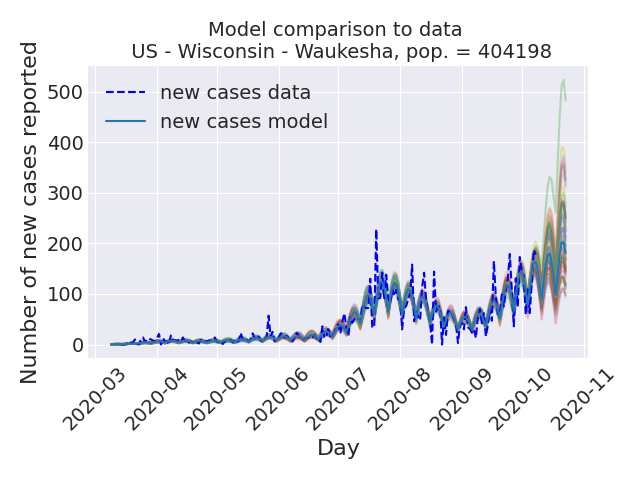 Model comparison to data
US - Wisconsin - Waukesha, pop. = 404198
Number of new cases reported
500
400
300
200
100
0
new cases data
new cases model
2020-03
2020-04
2020-05
2020-06
2020-07
2020-08
2020-09
2020-10
2020-11
Day